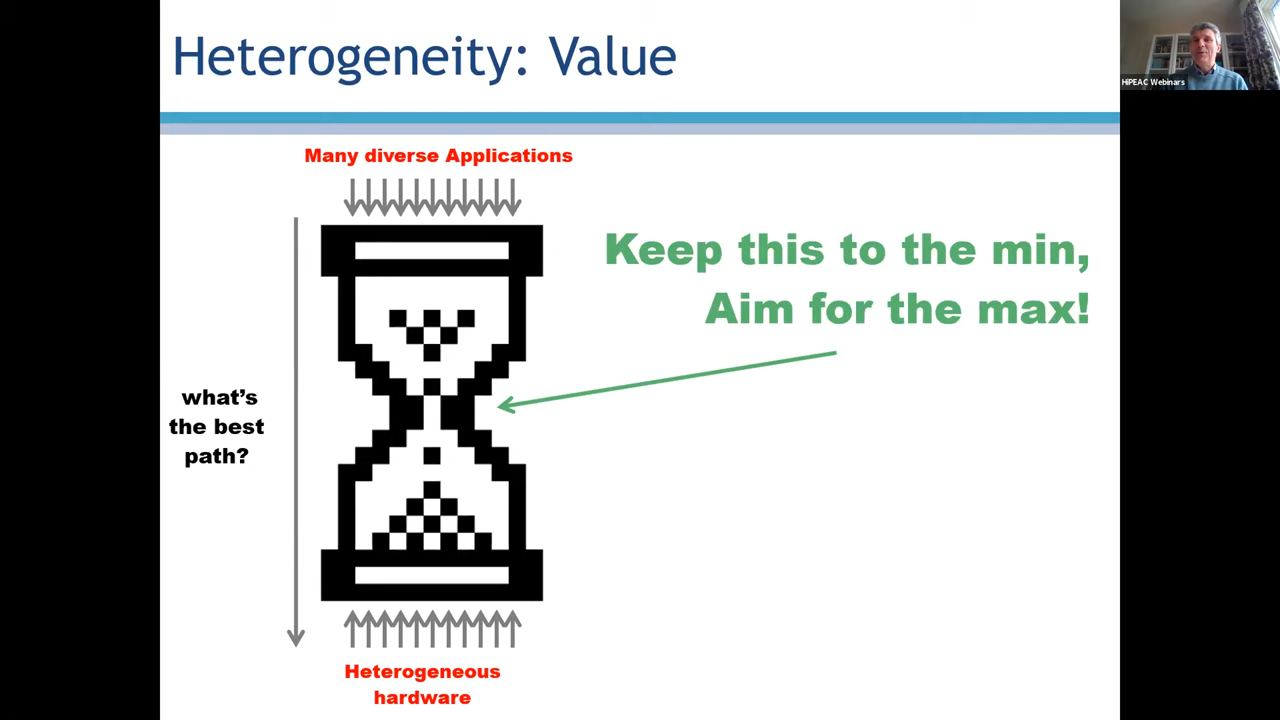 Heterogeneity: Value
HiPEAC Webinars
Many diverse Applications
Keep this to the min,
Aim for the max!
what's
the best
path?
Heterogeneous
hardware